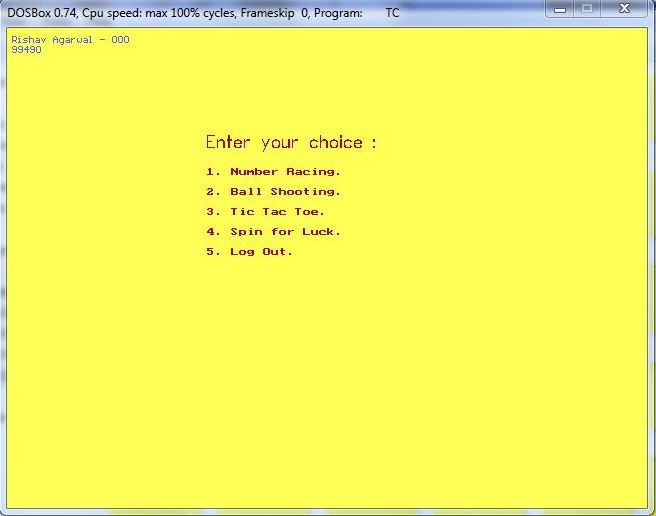 DOSBox 0.74, Cpu speed: max 100% cycles, Frameskip 0, Program: TC
Rishav Agarwal - 000
99490
Enter your choice :
1. Number Racing.
2. Ball Shooting.
3. Tic Tac Toe.
4. Spin for Luck.
5. Log Out.